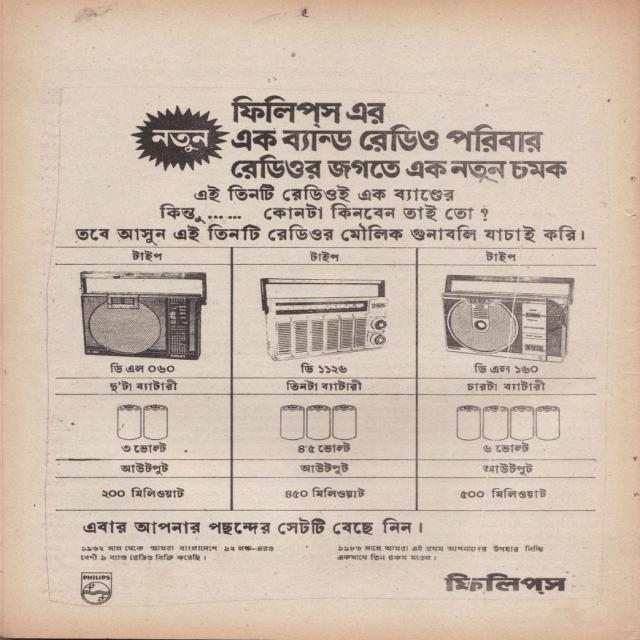 নতুন
ফিলিপ্‌স এর
এক ব্যান্ড রেডিও পরিবার
রেডিওর জগতে এক নতুন চমক
এই তিনটি রেডিওই এক ব্যাণ্ডের
কিন্তু ...... কোনটা কিনবেন তাই তো ?
তবে আসুন এই তিনটি রেডিওর মৌলিক গুনাবলি যাচাই করি।
টাইপ টাইপ টাইপ
ডি এল ০৬০ ডি ১১২৬ ডি এল ১৬০
দু'টা ব্যাটারী তিনটা ব্যাটারী চারটা ব্যাটারী
৩ ভোল্ট ৪'৫ ভোল্ট ৬ ভোল্ট
আউটপুট আউটপুট আউটপুট
২০০ মিলিওয়াট ৪৫০ মিলিওয়াট ৫০০ মিলিওয়াট
এবার আপনার পছন্দের সেটটি বেছে নিন।
১৯৬২ সাল থেকে আমরা বাংলাদেশে ১২ লক্ষ-এরও
বেশী ১ ব্যান্ড রেডিও বিক্রি করেছি।
১৯৮৬ সালে আমরা এই প্রথম আপনাদের উপহার দিচ্ছি
একসাথে তিন রকম মডেল।
PHILIPS
ফিলিপ্‌স